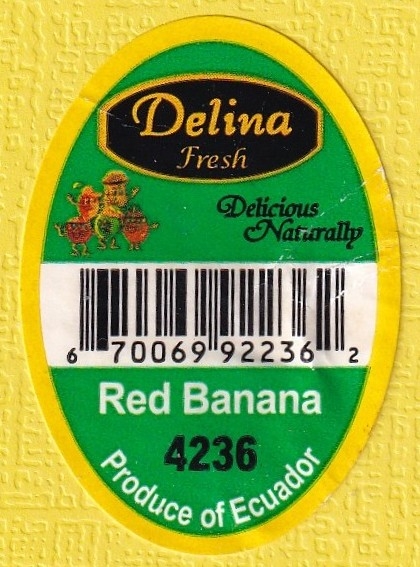 Delina
Fresh
Delicious
Naturally
6 70069 92236 2
Red Banana
4236
Produce of Ecuador